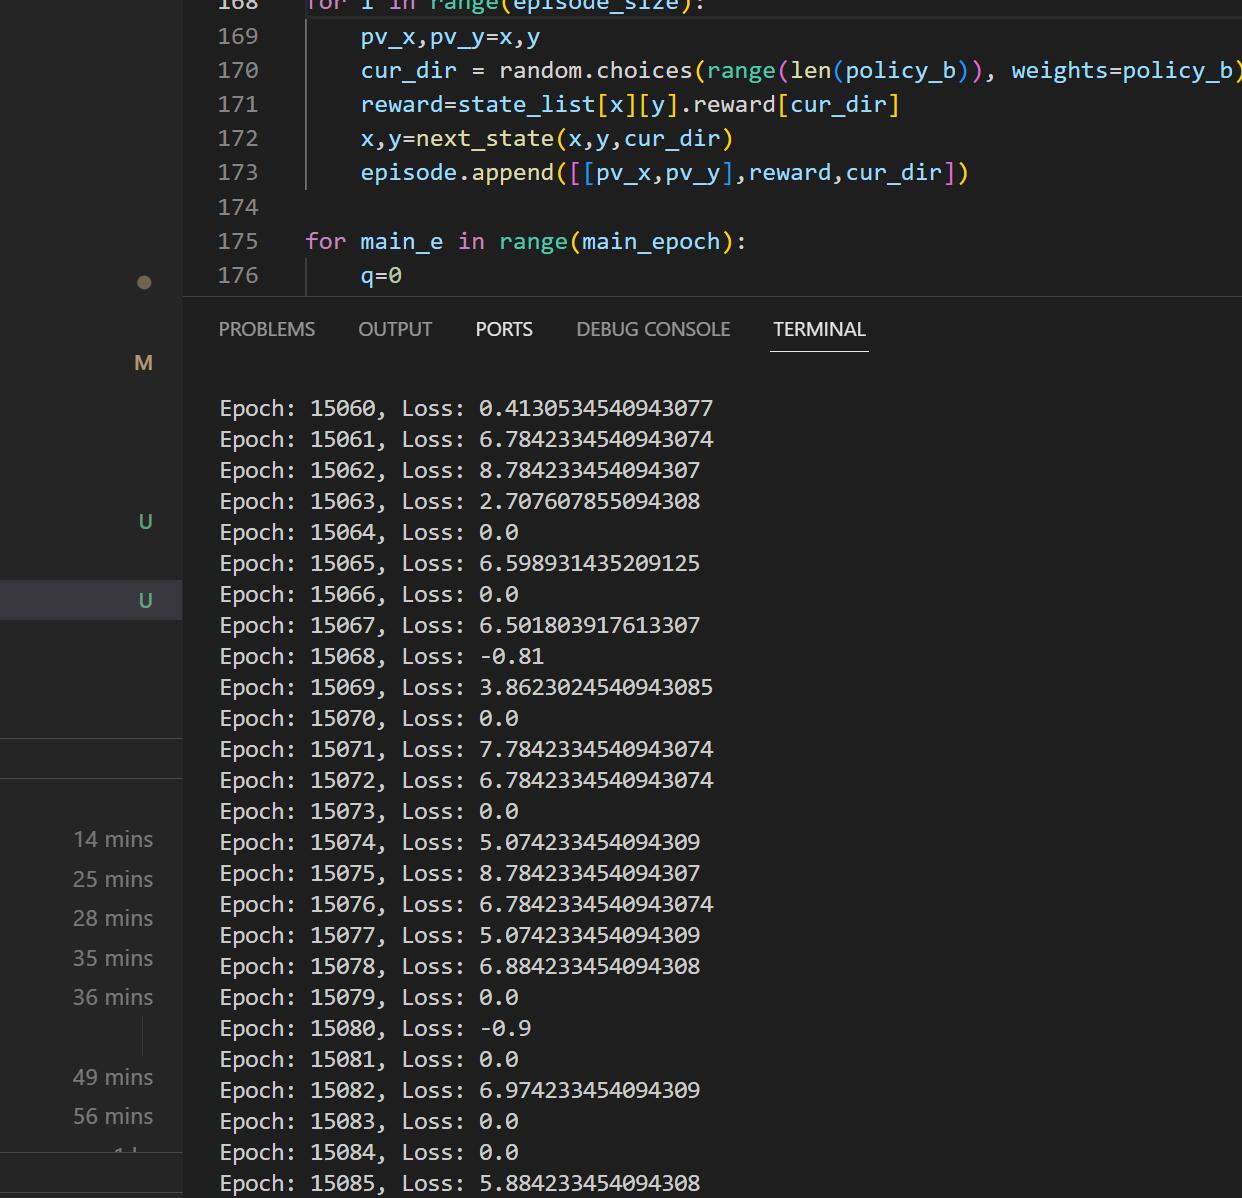 168 for i in range(episode_size):
169 pv_x,pv_y=x,y
170 cur_dir = random.choices(range(len(policy_b)), weights=policy_b)
171 reward=state_list[x][y].reward[cur_dir]
172 x,y=next_state(x,y,cur_dir)
173 episode.append([[pv_x,pv_y],reward,cur_dir])
174
175 for main_e in range(main_epoch):
176 q=0
M
U
U
14 mins
25 mins
28 mins
35 mins
36 mins
49 mins
56 mins
PROBLEMS OUTPUT PORTS DEBUG CONSOLE TERMINAL
Epoch: 15060, Loss: 0.4130534540943077
Epoch: 15061, Loss: 6.7842334540943074
Epoch: 15062, Loss: 8.784233454094307
Epoch: 15063, Loss: 2.707607855094308
Epoch: 15064, Loss: 0.0
Epoch: 15065, Loss: 6.598931435209125
Epoch: 15066, Loss: 0.0
Epoch: 15067, Loss: 6.501803917613307
Epoch: 15068, Loss: -0.81
Epoch: 15069, Loss: 3.8623024540943085
Epoch: 15070, Loss: 0.0
Epoch: 15071, Loss: 7.7842334540943074
Epoch: 15072, Loss: 6.7842334540943074
Epoch: 15073, Loss: 0.0
Epoch: 15074, Loss: 5.074233454094309
Epoch: 15075, Loss: 8.784233454094307
Epoch: 15076, Loss: 6.7842334540943074
Epoch: 15077, Loss: 5.074233454094309
Epoch: 15078, Loss: 6.884233454094308
Epoch: 15079, Loss: 0.0
Epoch: 15080, Loss: -0.9
Epoch: 15081, Loss: 0.0
Epoch: 15082, Loss: 6.974233454094309
Epoch: 15083, Loss: 0.0
Epoch: 15084, Loss: 0.0
Epoch: 15085, Loss: 5.884233454094308